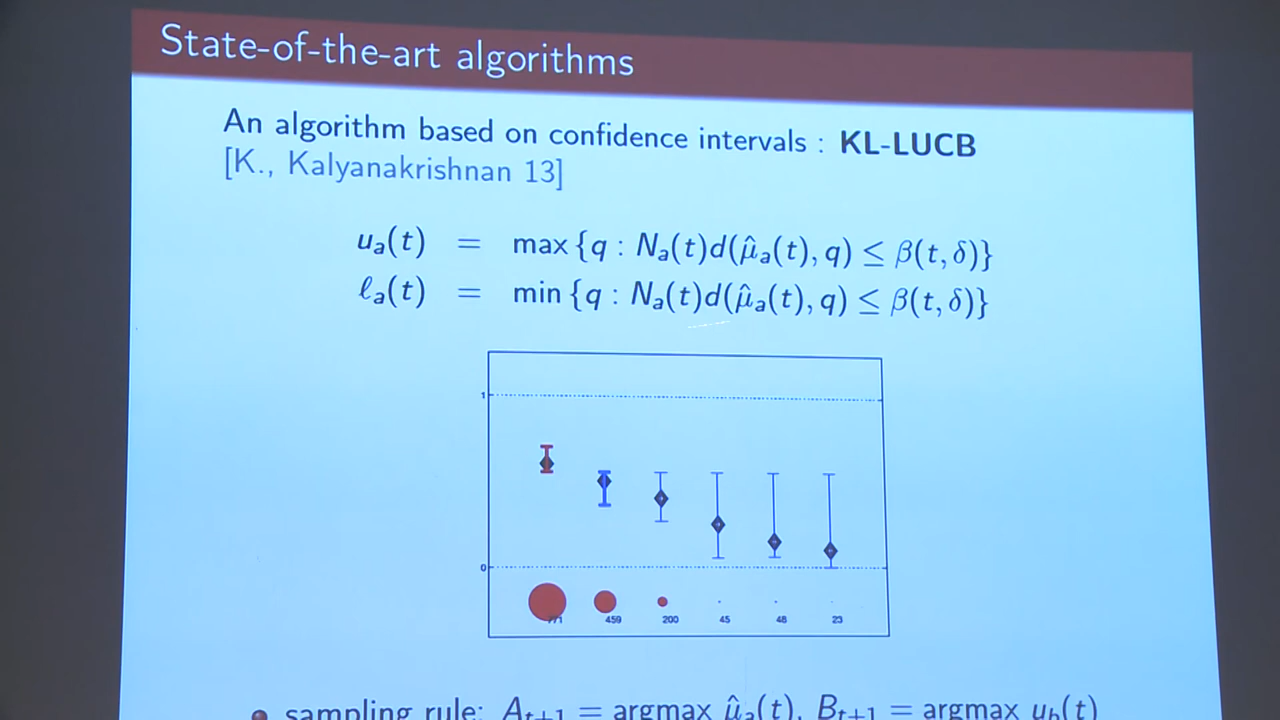 State-of-the-art algorithms
An algorithm based on confidence intervals : KL-LUCB
[K., Kalyanakrishnan 13]
uₐ(t) = max {q : Nₐ(t)d(μ̂ₐ(t), q) ≤ β(t, δ)}
ℓₐ(t) = min {q : Nₐ(t)d(μ̂ₐ(t), q) ≤ β(t, δ)}
1
0
459 200 45 48 23
sampling rule: Aₜ₊₁ = argmax μ̂ₐ(t), Bₜ₊₁ = argmax u_b(t)